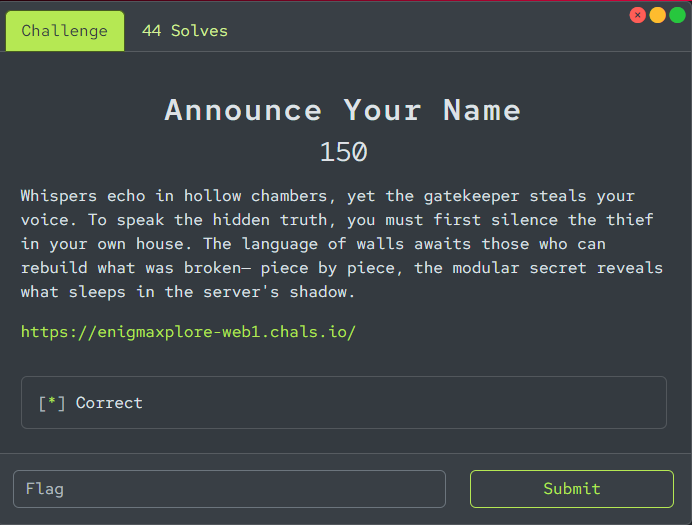 Challenge
44 Solves
Announce Your Name
150
Whispers echo in hollow chambers, yet the gatekeeper steals your
voice. To speak the hidden truth, you must first silence the thief
in your own house. The language of walls awaits those who can
rebuild what was broken— piece by piece, the modular secret reveals
what sleeps in the server's shadow.
https://enigmaxplore-web1.chals.io/
[*] Correct
Flag
Submit